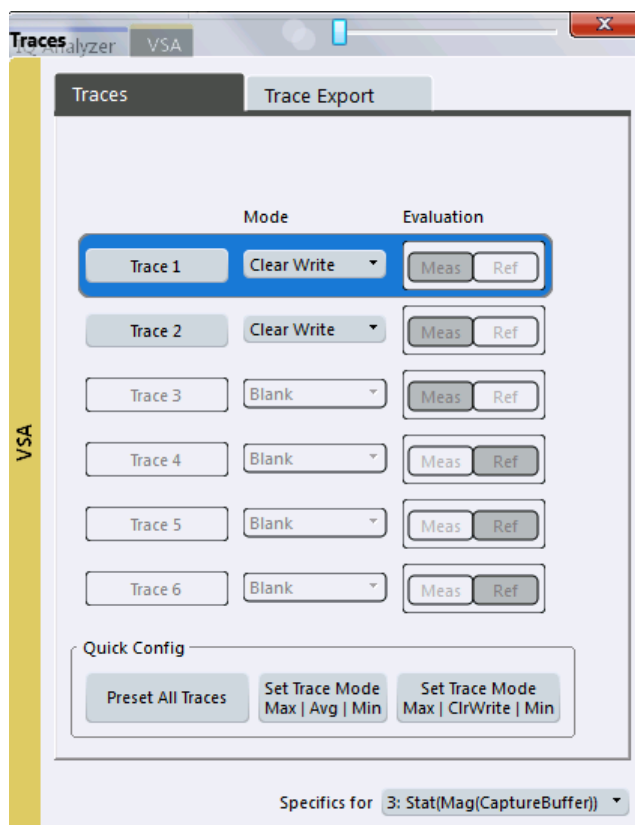 Traces
IQ Analyzer VSA
x
Traces Trace Export
Mode Evaluation
Trace 1 Clear Write Meas Ref
Trace 2 Clear Write Meas Ref
Trace 3 Blank Meas Ref
Trace 4 Blank Meas Ref
Trace 5 Blank Meas Ref
Trace 6 Blank Meas Ref
VSA
Quick Config
Preset All Traces
Set Trace Mode
Max | Avg | Min
Set Trace Mode
Max | ClrWrite | Min
Specifics for 3: Stat(Mag(CaptureBuffer))